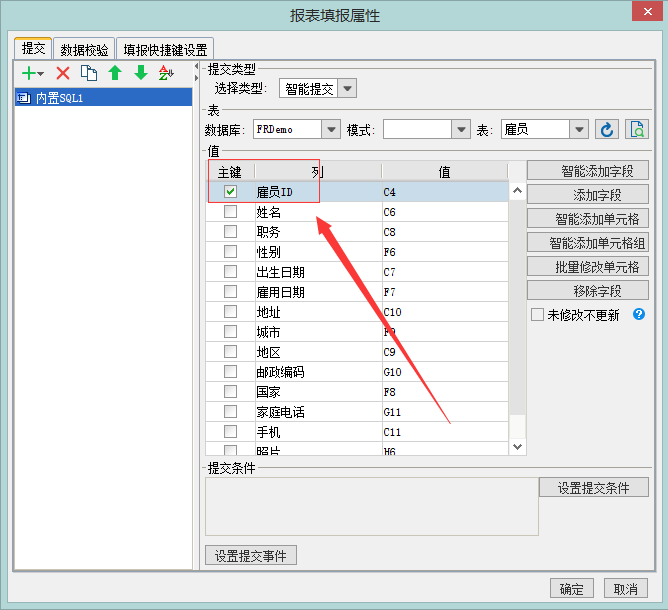 报表填报属性
提交 数据校验 填报快捷键设置
内置SQL1
提交类型
选择类型: 智能提交
表
数据库: FRDemo 模式: 表: 雇员
值
主键 列 值
雇员ID C4
姓名 C6
职务 C8
性别 F6
出生日期 C7
雇用日期 F7
地址 C10
城市 F9
地区 C9
邮政编码 G10
国家 F8
家庭电话 G11
手机 C11
照片 H6
智能添加字段
添加字段
智能添加单元格
智能添加单元格组
批量修改单元格
移除字段
未修改不更新
提交条件
设置提交条件
设置提交事件
确定 取消